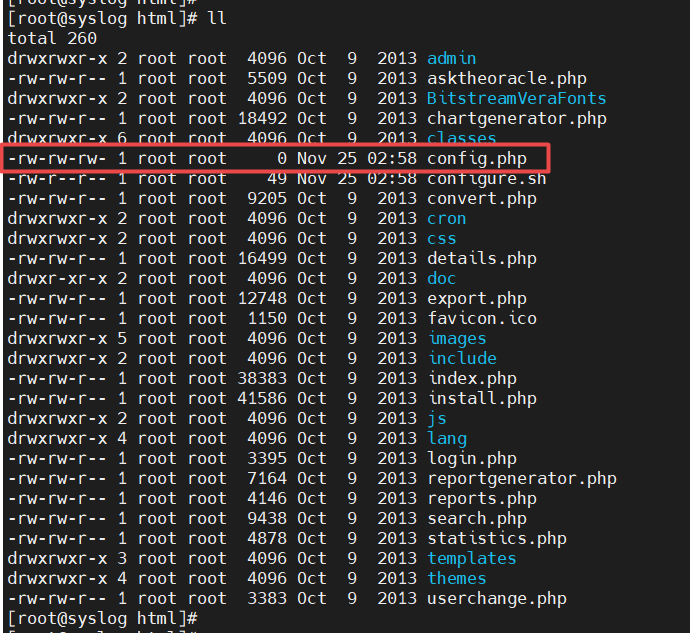 [root@syslog html]#
[root@syslog html]# ll
total 260
drwxrwxr-x 2 root root  4096 Oct  9  2013 admin
-rw-rw-r-- 1 root root  5509 Oct  9  2013 asktheoracle.php
drwxrwxr-x 2 root root  4096 Oct  9  2013 BitstreamVeraFonts
-rw-rw-r-- 1 root root 18492 Oct  9  2013 chartgenerator.php
drwxrwxr-x 6 root root  4096 Oct  9  2013 classes
-rw-rw-rw- 1 root root     0 Nov 25 02:58 config.php
-rw-r--r-- 1 root root    49 Nov 25 02:58 configure.sh
-rw-rw-r-- 1 root root  9205 Oct  9  2013 convert.php
drwxrwxr-x 2 root root  4096 Oct  9  2013 cron
drwxrwxr-x 2 root root  4096 Oct  9  2013 css
-rw-rw-r-- 1 root root 16499 Oct  9  2013 details.php
drwxr-xr-x 2 root root  4096 Oct  9  2013 doc
-rw-rw-r-- 1 root root 12748 Oct  9  2013 export.php
-rw-rw-r-- 1 root root  1150 Oct  9  2013 favicon.ico
drwxrwxr-x 5 root root  4096 Oct  9  2013 images
drwxrwxr-x 2 root root  4096 Oct  9  2013 include
-rw-rw-r-- 1 root root 38383 Oct  9  2013 index.php
-rw-rw-r-- 1 root root 41586 Oct  9  2013 install.php
drwxrwxr-x 2 root root  4096 Oct  9  2013 js
drwxrwxr-x 4 root root  4096 Oct  9  2013 lang
-rw-rw-r-- 1 root root  3395 Oct  9  2013 login.php
-rw-rw-r-- 1 root root  7164 Oct  9  2013 reportgenerator.php
-rw-rw-r-- 1 root root  4146 Oct  9  2013 reports.php
-rw-rw-r-- 1 root root  9438 Oct  9  2013 search.php
-rw-rw-r-- 1 root root  4878 Oct  9  2013 statistics.php
drwxrwxr-x 3 root root  4096 Oct  9  2013 templates
drwxrwxr-x 4 root root  4096 Oct  9  2013 themes
-rw-rw-r-- 1 root root  3383 Oct  9  2013 userchange.php
[root@syslog html]#
[root@syslog html]#